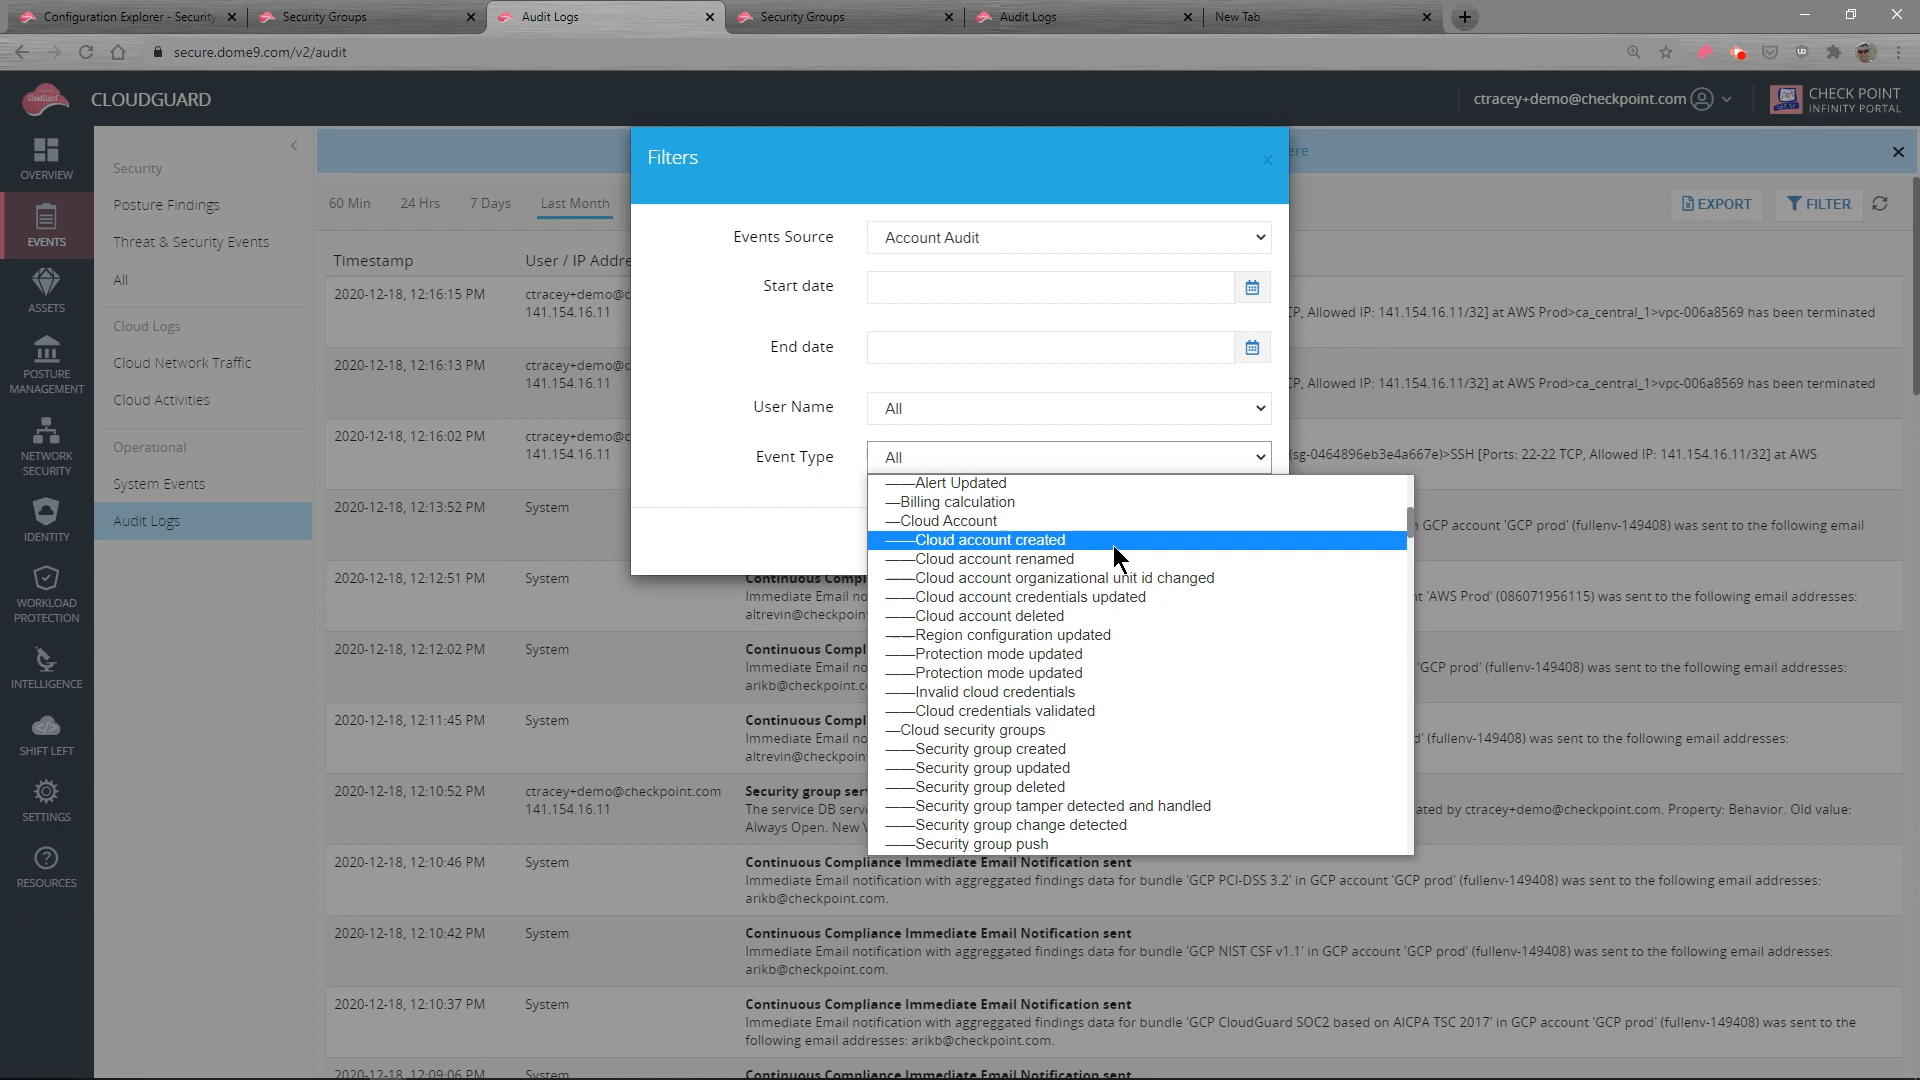 Configuration Explorer - Security
Security Groups
Audit Logs
Security Groups
Audit Logs
New Tab
secure.dome9.com/v2/audit
CloudGuard
CLOUDGUARD
ctracey+demo@checkpoint.com
CHECK POINT
INFINITY PORTAL
OVERVIEW
EVENTS
ASSETS
POSTURE
MANAGEMENT
NETWORK
SECURITY
IDENTITY
WORKLOAD
PROTECTION
INTELLIGENCE
SHIFT LEFT
SETTINGS
RESOURCES
Security
Posture Findings
Threat & Security Events
All
Cloud Logs
Cloud Network Traffic
Cloud Activities
Operational
System Events
Audit Logs
ere
60 Min
24 Hrs
7 Days
Last Month
EXPORT
FILTER
Timestamp
User / IP Addre
2020-12-18, 12:16:15 PM
ctracey+demo@c
141.154.16.11
CP, Allowed IP: 141.154.16.11/32] at AWS Prod>ca_central_1>vpc-006a8569 has been terminated
2020-12-18, 12:16:13 PM
ctracey+demo@c
141.154.16.11
CP, Allowed IP: 141.154.16.11/32] at AWS Prod>ca_central_1>vpc-006a8569 has been terminated
2020-12-18, 12:16:02 PM
ctracey+demo@c
141.154.16.11
(sg-0464896eb3e4a667e)>SSH [Ports: 22-22 TCP, Allowed IP: 141.154.16.11/32] at AWS
2020-12-18, 12:13:52 PM
System
n GCP account 'GCP prod' (fullenv-149408) was sent to the following email
2020-12-18, 12:12:51 PM
System
Continuous Compl
Immediate Email no
altrevin@checkpoin
t 'AWS Prod' (086071956115) was sent to the following email addresses:
2020-12-18, 12:12:02 PM
System
Continuous Compl
Immediate Email no
arikb@checkpoint.c
'GCP prod' (fullenv-149408) was sent to the following email addresses:
2020-12-18, 12:11:45 PM
System
Continuous Compl
Immediate Email no
altrevin@checkpoin
d' (fullenv-149408) was sent to the following email addresses:
2020-12-18, 12:10:52 PM
ctracey+demo@checkpoint.com
141.154.16.11
Security group ser
The service DB serv
Always Open. New V
ated by ctracey+demo@checkpoint.com. Property: Behavior. Old value:
2020-12-18, 12:10:46 PM
System
Continuous Compliance Immediate Email Notification sent
Immediate Email notification with aggreggated findings data for bundle 'GCP PCI-DSS 3.2' in GCP account 'GCP prod' (fullenv-149408) was sent to the following email addresses:
arikb@checkpoint.com.
2020-12-18, 12:10:42 PM
System
Continuous Compliance Immediate Email Notification sent
Immediate Email notification with aggreggated findings data for bundle 'GCP NIST CSF v1.1' in GCP account 'GCP prod' (fullenv-149408) was sent to the following email addresses:
arikb@checkpoint.com.
2020-12-18, 12:10:37 PM
System
Continuous Compliance Immediate Email Notification sent
Immediate Email notification with aggreggated findings data for bundle 'GCP CloudGuard SOC2 based on AICPA TSC 2017' in GCP account 'GCP prod' (fullenv-149408) was sent to the
following email addresses: arikb@checkpoint.com.
2020-12-18, 12:09:06 PM
System
Continuous Compliance Immediate Email Notification sent
Filters
Events Source
Account Audit
Start date
End date
User Name
All
Event Type
All
——Alert Updated
—Billing calculation
—Cloud Account
——Cloud account created
——Cloud account renamed
——Cloud account organizational unit id changed
——Cloud account credentials updated
——Cloud account deleted
——Region configuration updated
——Protection mode updated
——Protection mode updated
——Invalid cloud credentials
——Cloud credentials validated
—Cloud security groups
——Security group created
——Security group updated
——Security group deleted
——Security group tamper detected and handled
——Security group change detected
——Security group push